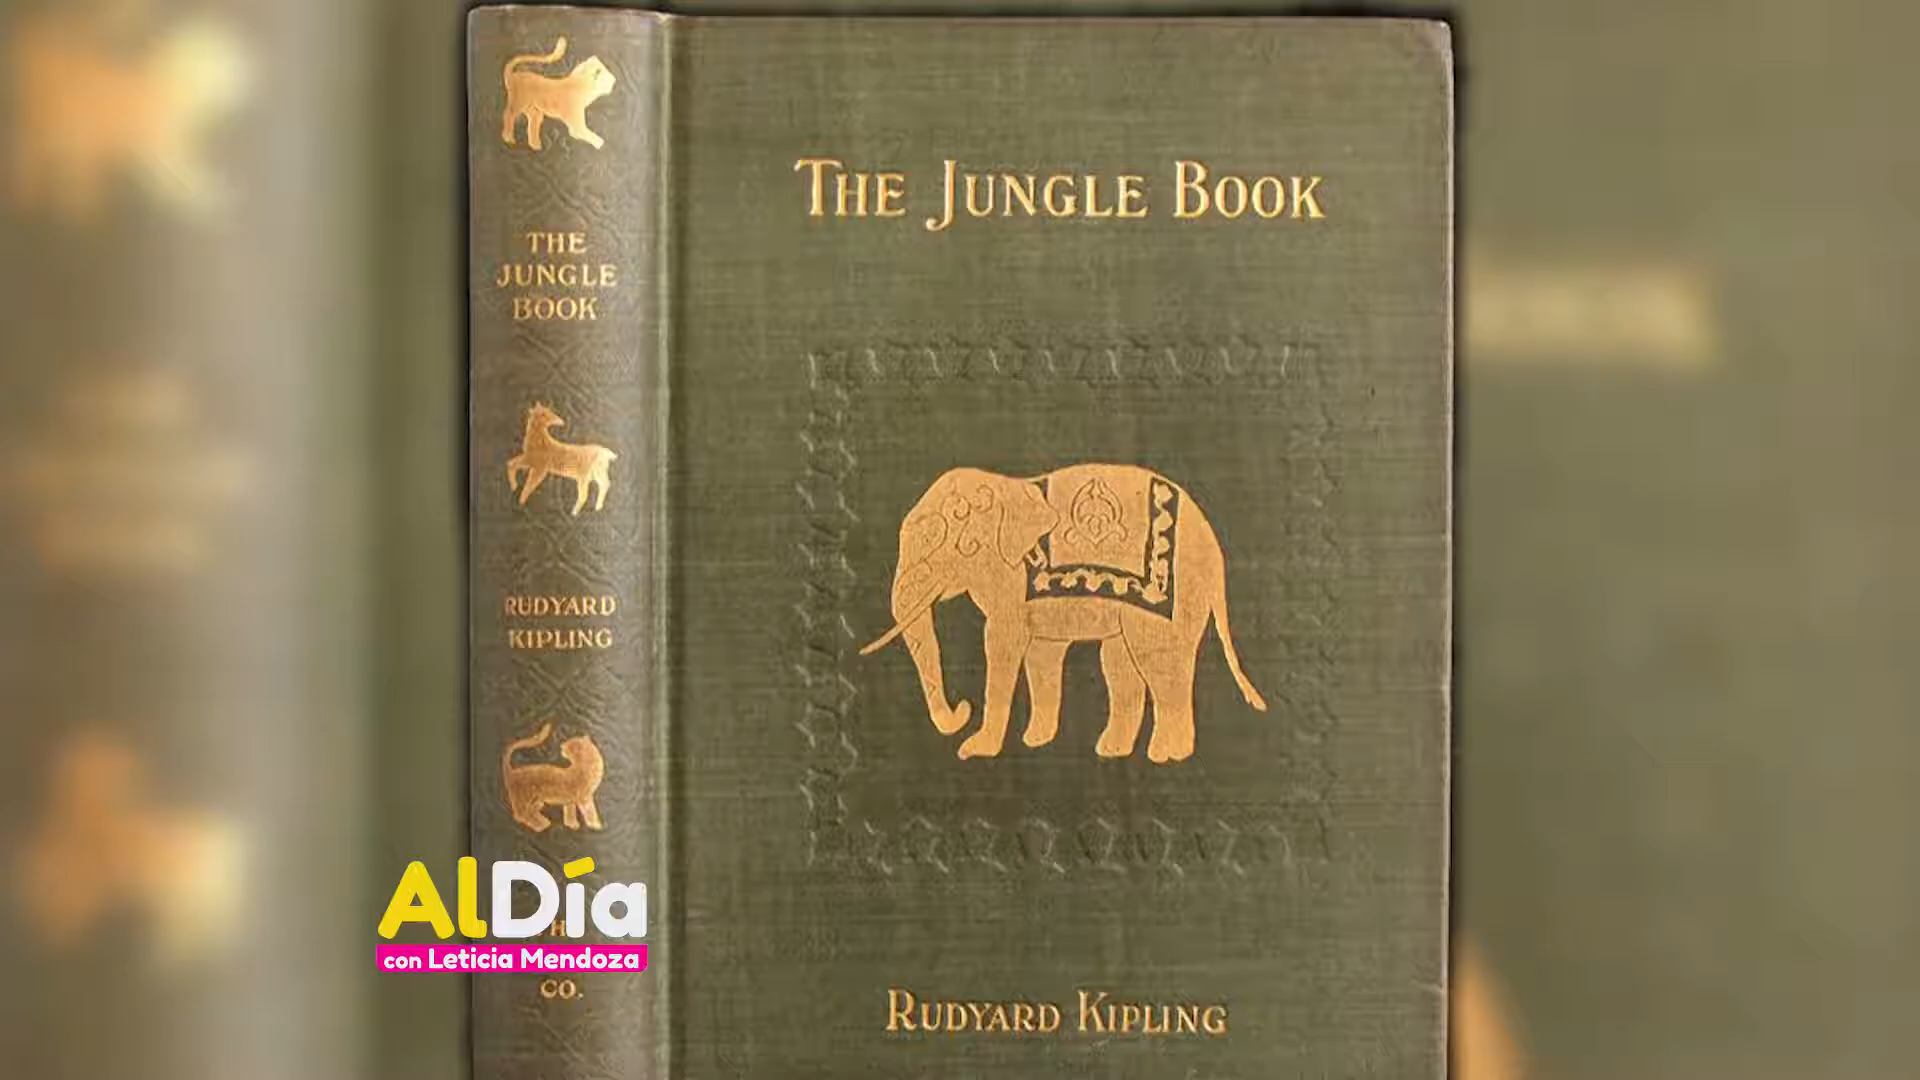 THE
JUNGLE
BOOK
RUDYARD
KIPLING
CO.
THE JUNGLE BOOK
RUDYARD KIPLING
AlDía
con Leticia Mendoza